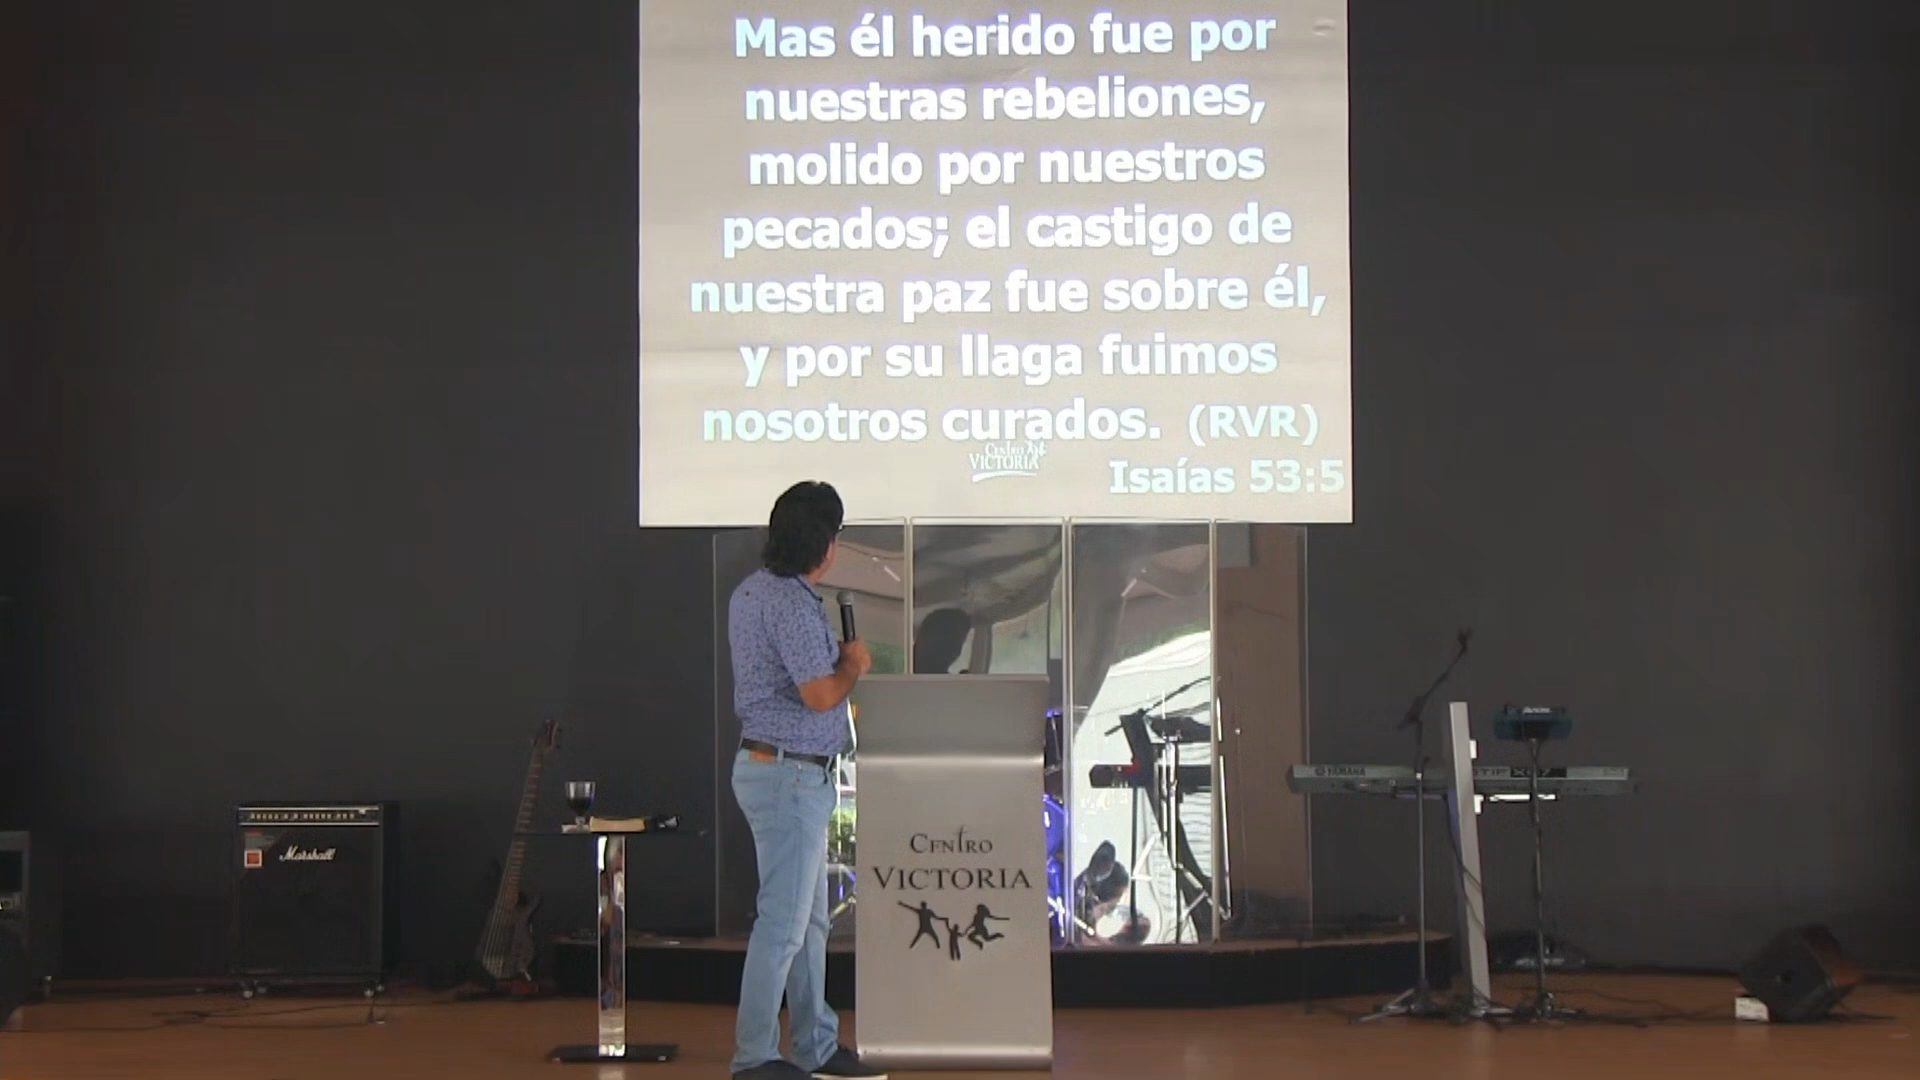 Mas él herido fue por
nuestras rebeliones,
molido por nuestros
pecados; el castigo de
nuestra paz fue sobre él,
y por su llaga fuimos
nosotros curados. (RVR)
CENTRO
VICTORIA
Isaías 53:5
Marshall
CENTRO
VICTORIA
YAMAHA